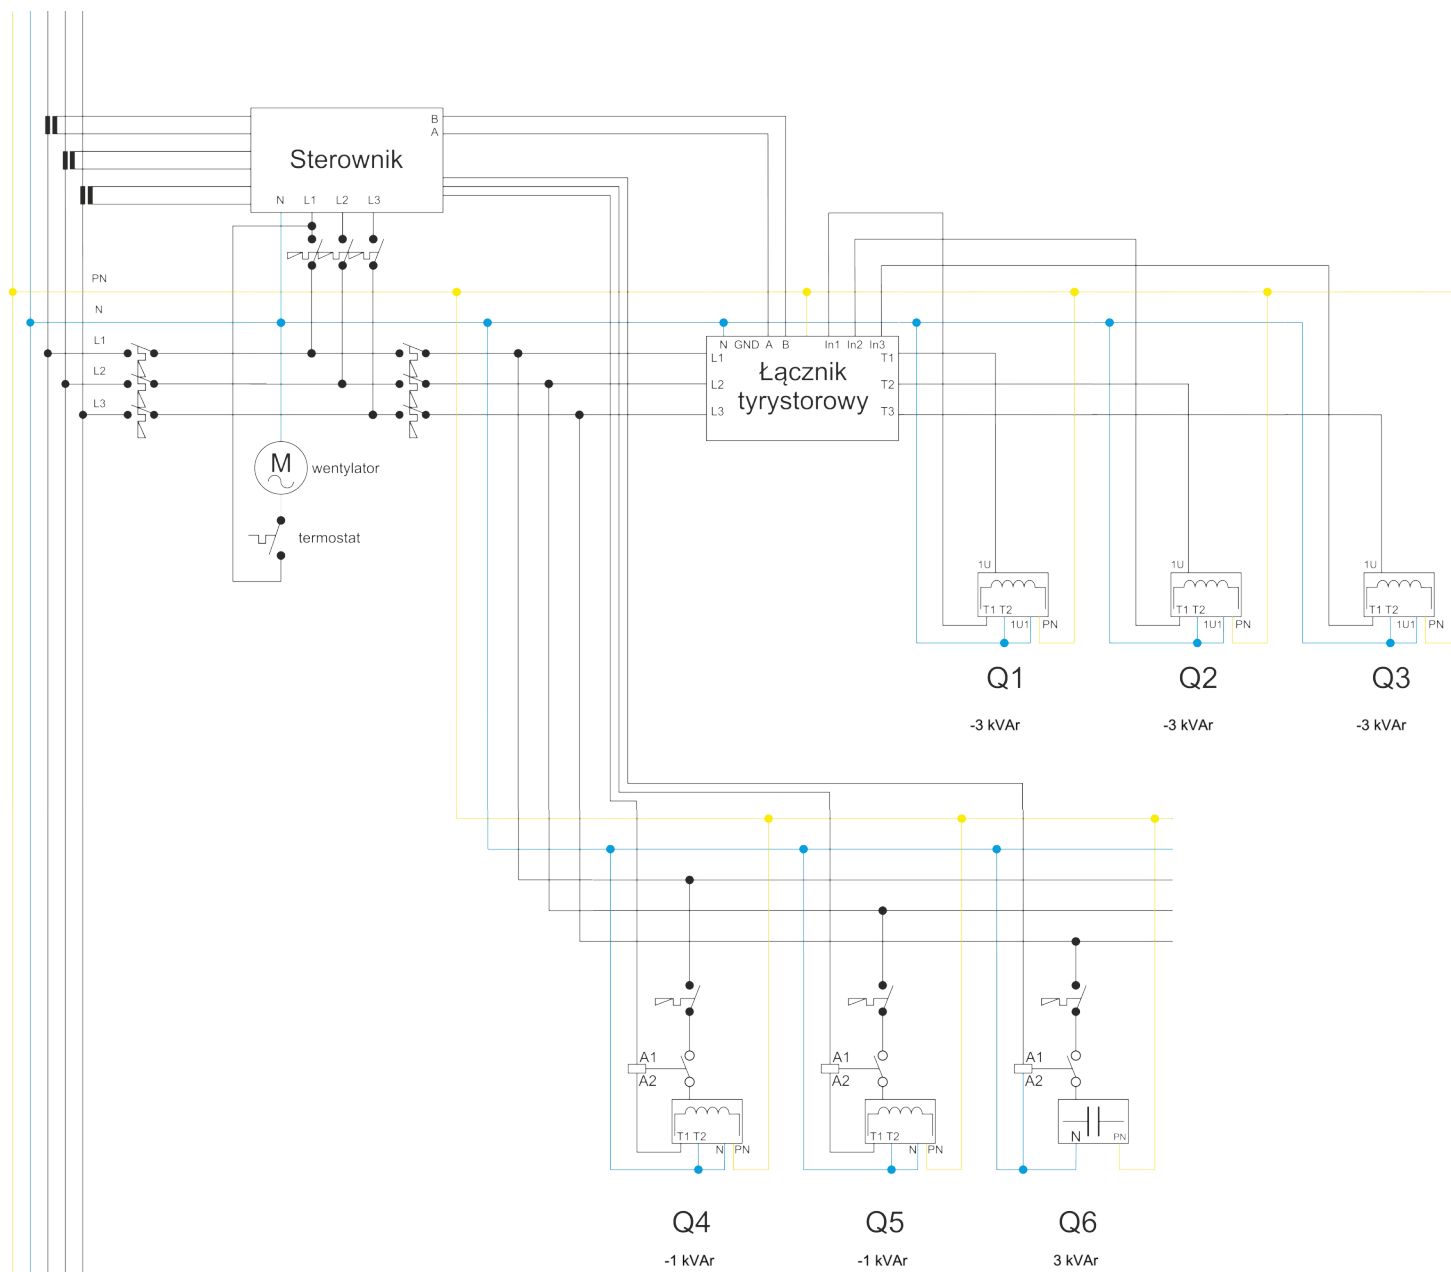 B
A
Sterownik
N L1 L2 L3
PN
N
L1
L2
L3
N GND A B In1 In2 In3
L1 T1
Łącznik
L2 T2
tyrystorowy
L3 T3
M
wentylator
termostat
1U 1U 1U
T1 T2 T1 T2 T1 T2
1U1 PN 1U1 PN 1U1 PN
Q1 Q2 Q3
-3 kVAr -3 kVAr -3 kVAr
A1 A1 A1
A2 A2 A2
T1 T2 T1 T2 N PN
N PN N PN
Q4 Q5 Q6
-1 kVAr -1 kVAr 3 kVAr